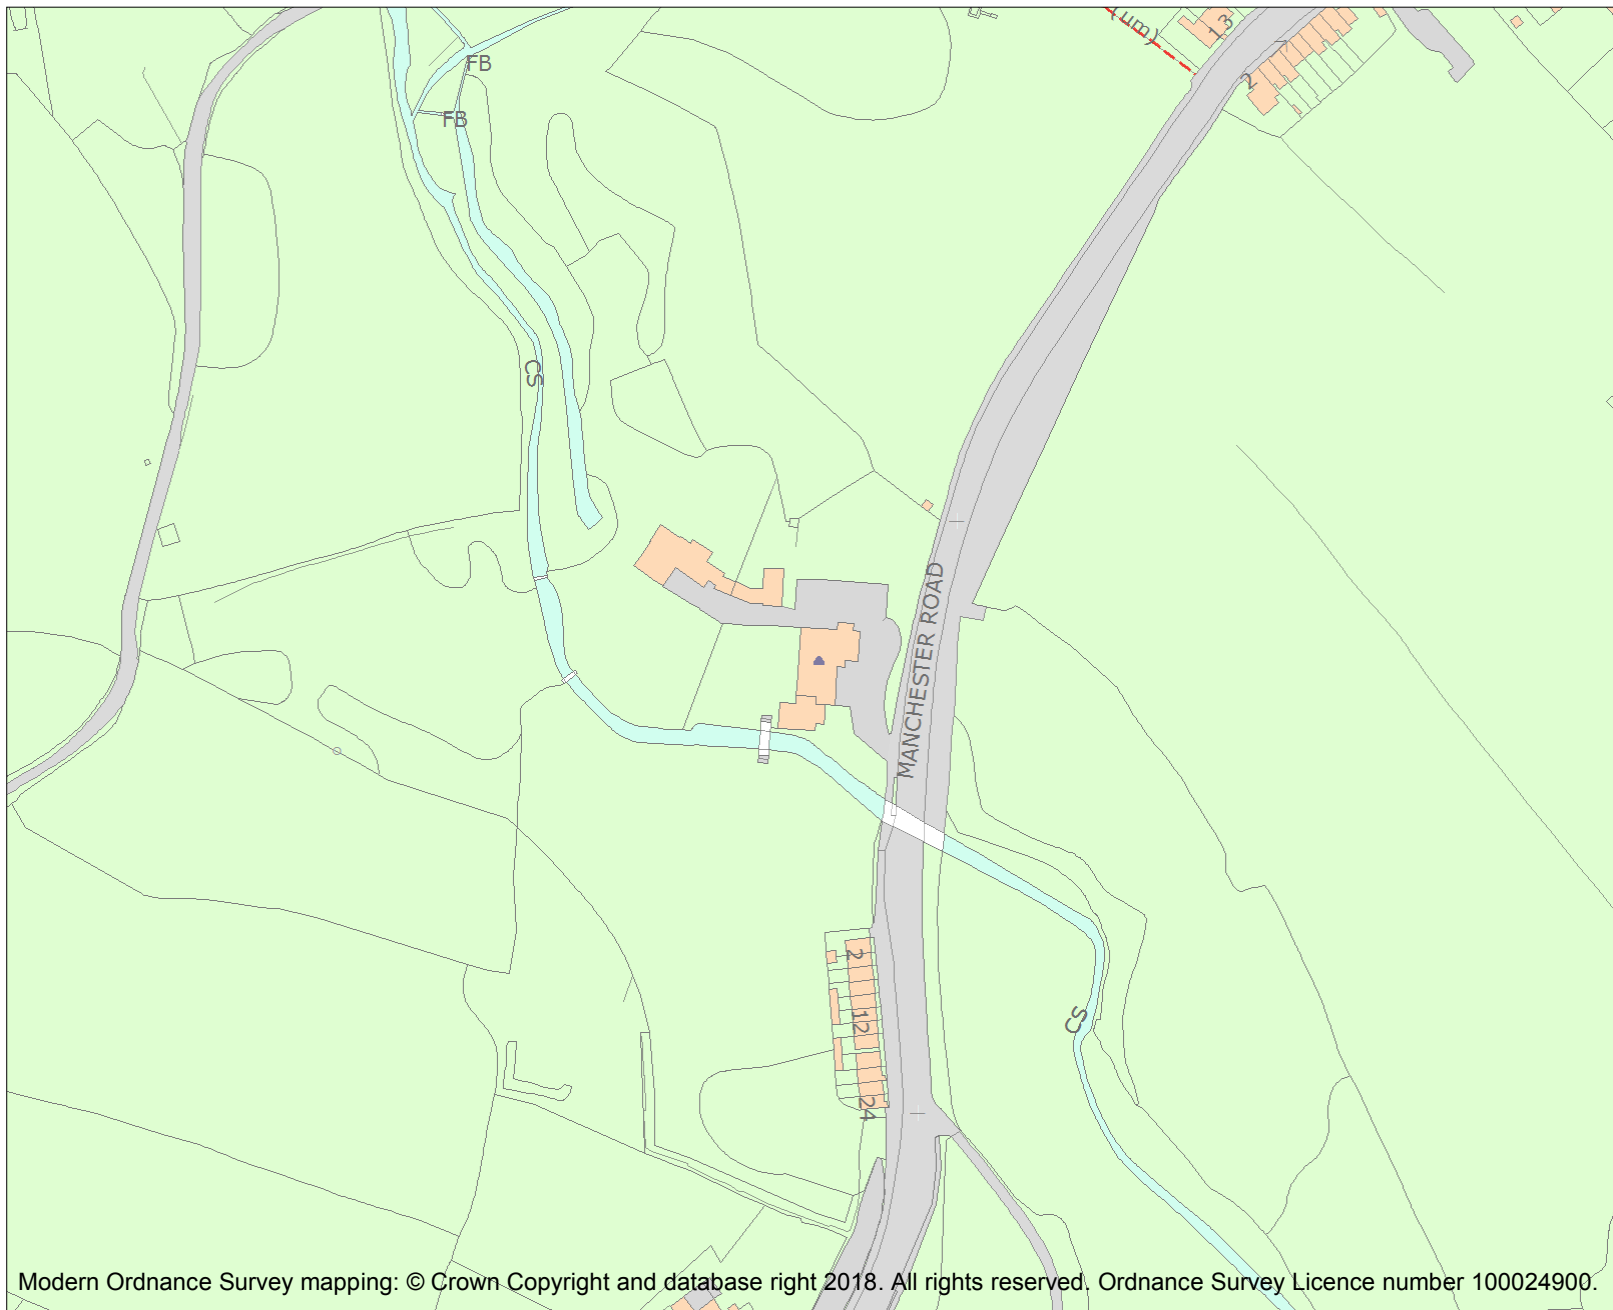 (um)
13
2
FB
FB
CS
MANCHESTER ROAD
2
12
CS
24
Modern Ordnance Survey mapping: © Crown Copyright and database right 2018. All rights reserved. Ordnance Survey Licence number 100024900.